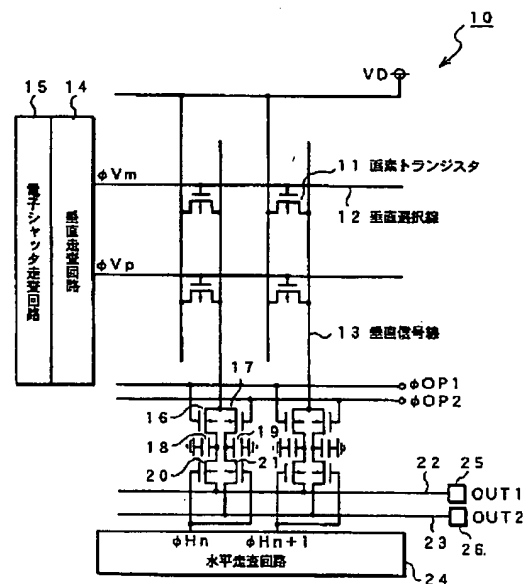 10
VD
15 14
電子シャッタ走査回路
垂直走査回路
φVm
11 画素トランジスタ
12 垂直選択線
φVp
13 垂直信号線
17
φOP1
φOP2
16
18
19
20
21
22
25
OUT1
OUT2
23
26
φHn
φHn+1
水平走査回路
24